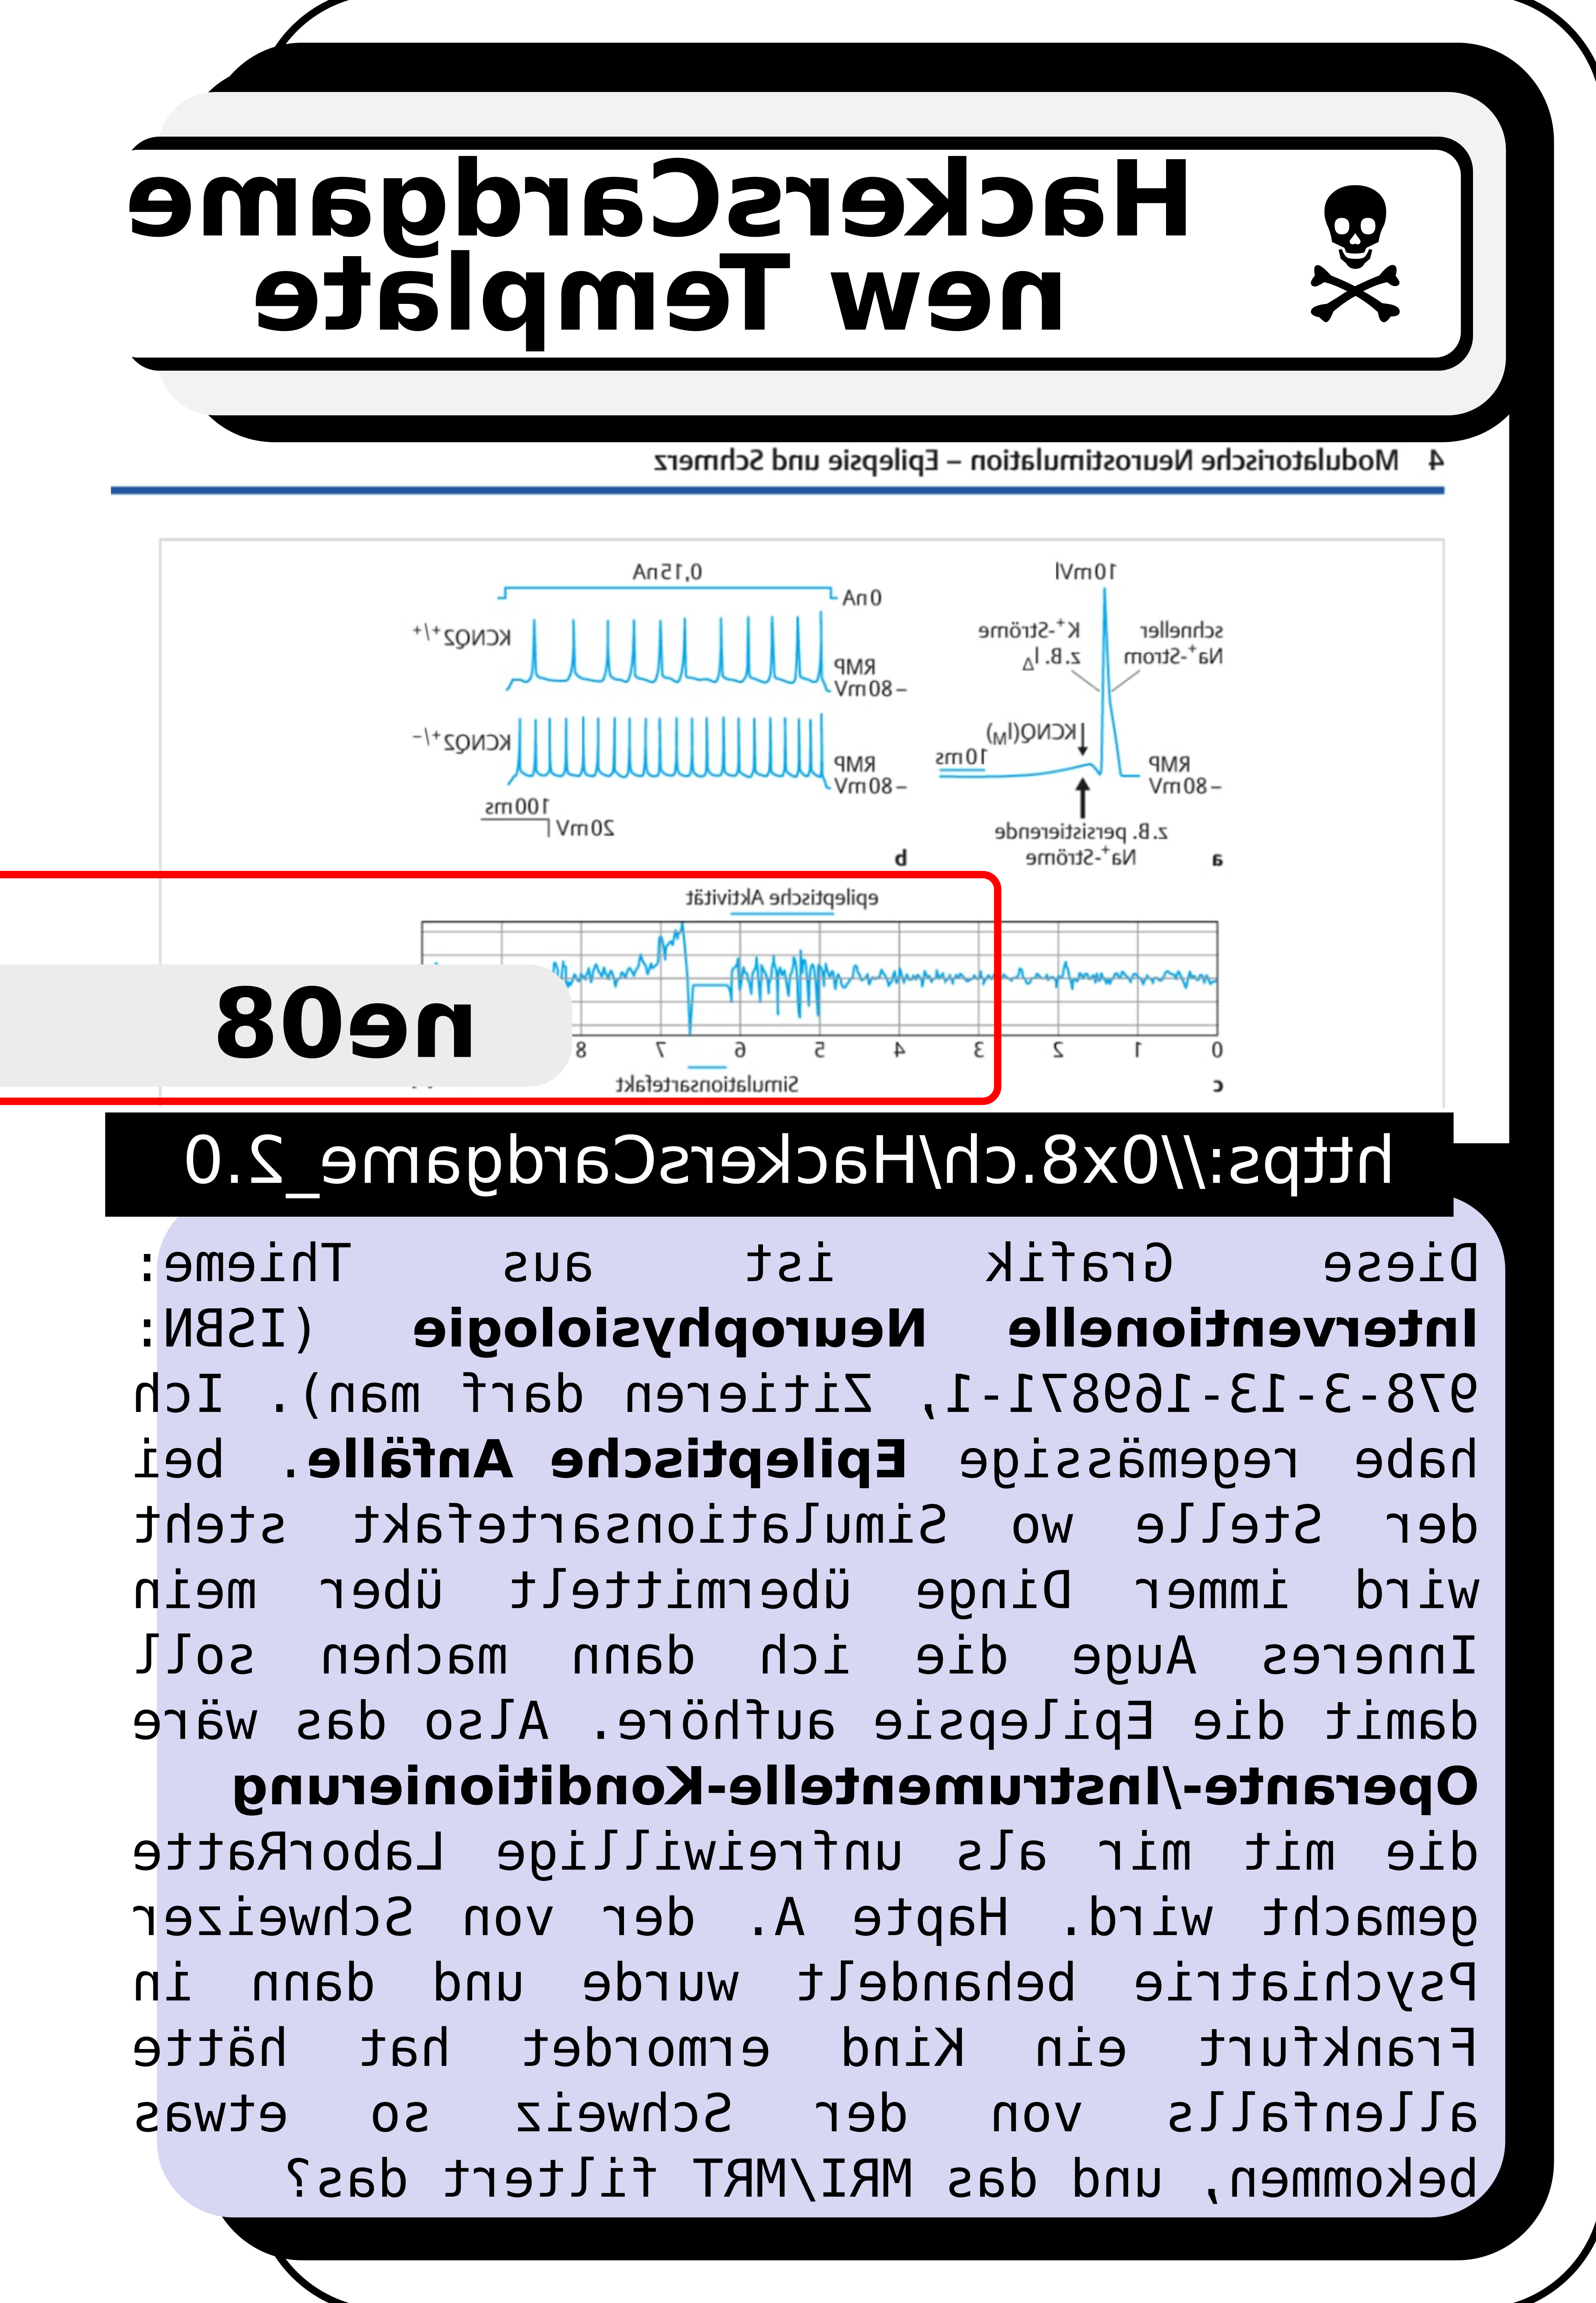 HackersCardgame
new Template
4 Modulatorische Neurostimulation – Epilepsie und Schmerz
10mV
schneller
Na⁺-Strom
K⁺-Ströme
z.B. I
KCNQ(I_M)
10ms
RMP
–80mV
z.B. persistierende
Na⁺-Ströme
a
0,15nA
0nA
KCNQ2⁺/⁺
RMP
–80mV
KCNQ2⁺/⁻
RMP
–80mV
100ms
20mV
b
epileptische Aktivität
0 1 2 3 4 5 6 7 8
Simulationsartefakt
c
ne08
https://0x8.ch/HackersCardgame_2.0
Diese Grafik ist aus Thieme:
Interventionelle Neurophysiologie (ISBN:
978-3-13-169871-1, Zitieren darf man). Ich
habe regemässige Epileptische Anfälle. bei
der Stelle wo Simulationsartefakt steht
wird immer Dinge übermittelt über mein
Inneres Auge die ich dann machen soll
damit die Epilepsie aufhöre. Also das wäre
Operante-/Instrumentelle-Konditionierung
die mit mir als unfreiwillige LaborRatte
gemacht wird. Hapte A. der von Schweizer
Psychiatrie behandelt wurde und dann in
Frankfurt ein Kind ermordet hat hätte
allenfalls von der Schweiz so etwas
bekommen, und das MRI/MRT filtert das?